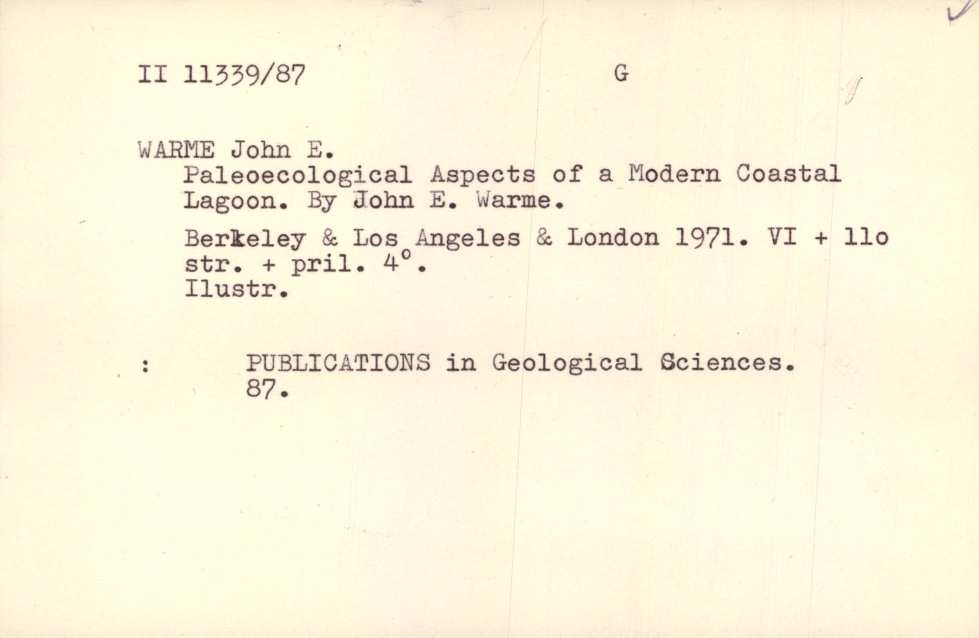 II 11339/87 G
WARME John E.
Paleoecological Aspects of a Modern Coastal
Lagoon. By John E. Warme.
Berkeley & Los Angeles & London 1971. VI + llo
str. + pril. 4°.
Ilustr.
: PUBLICATIONS in Geological Sciences.
87.